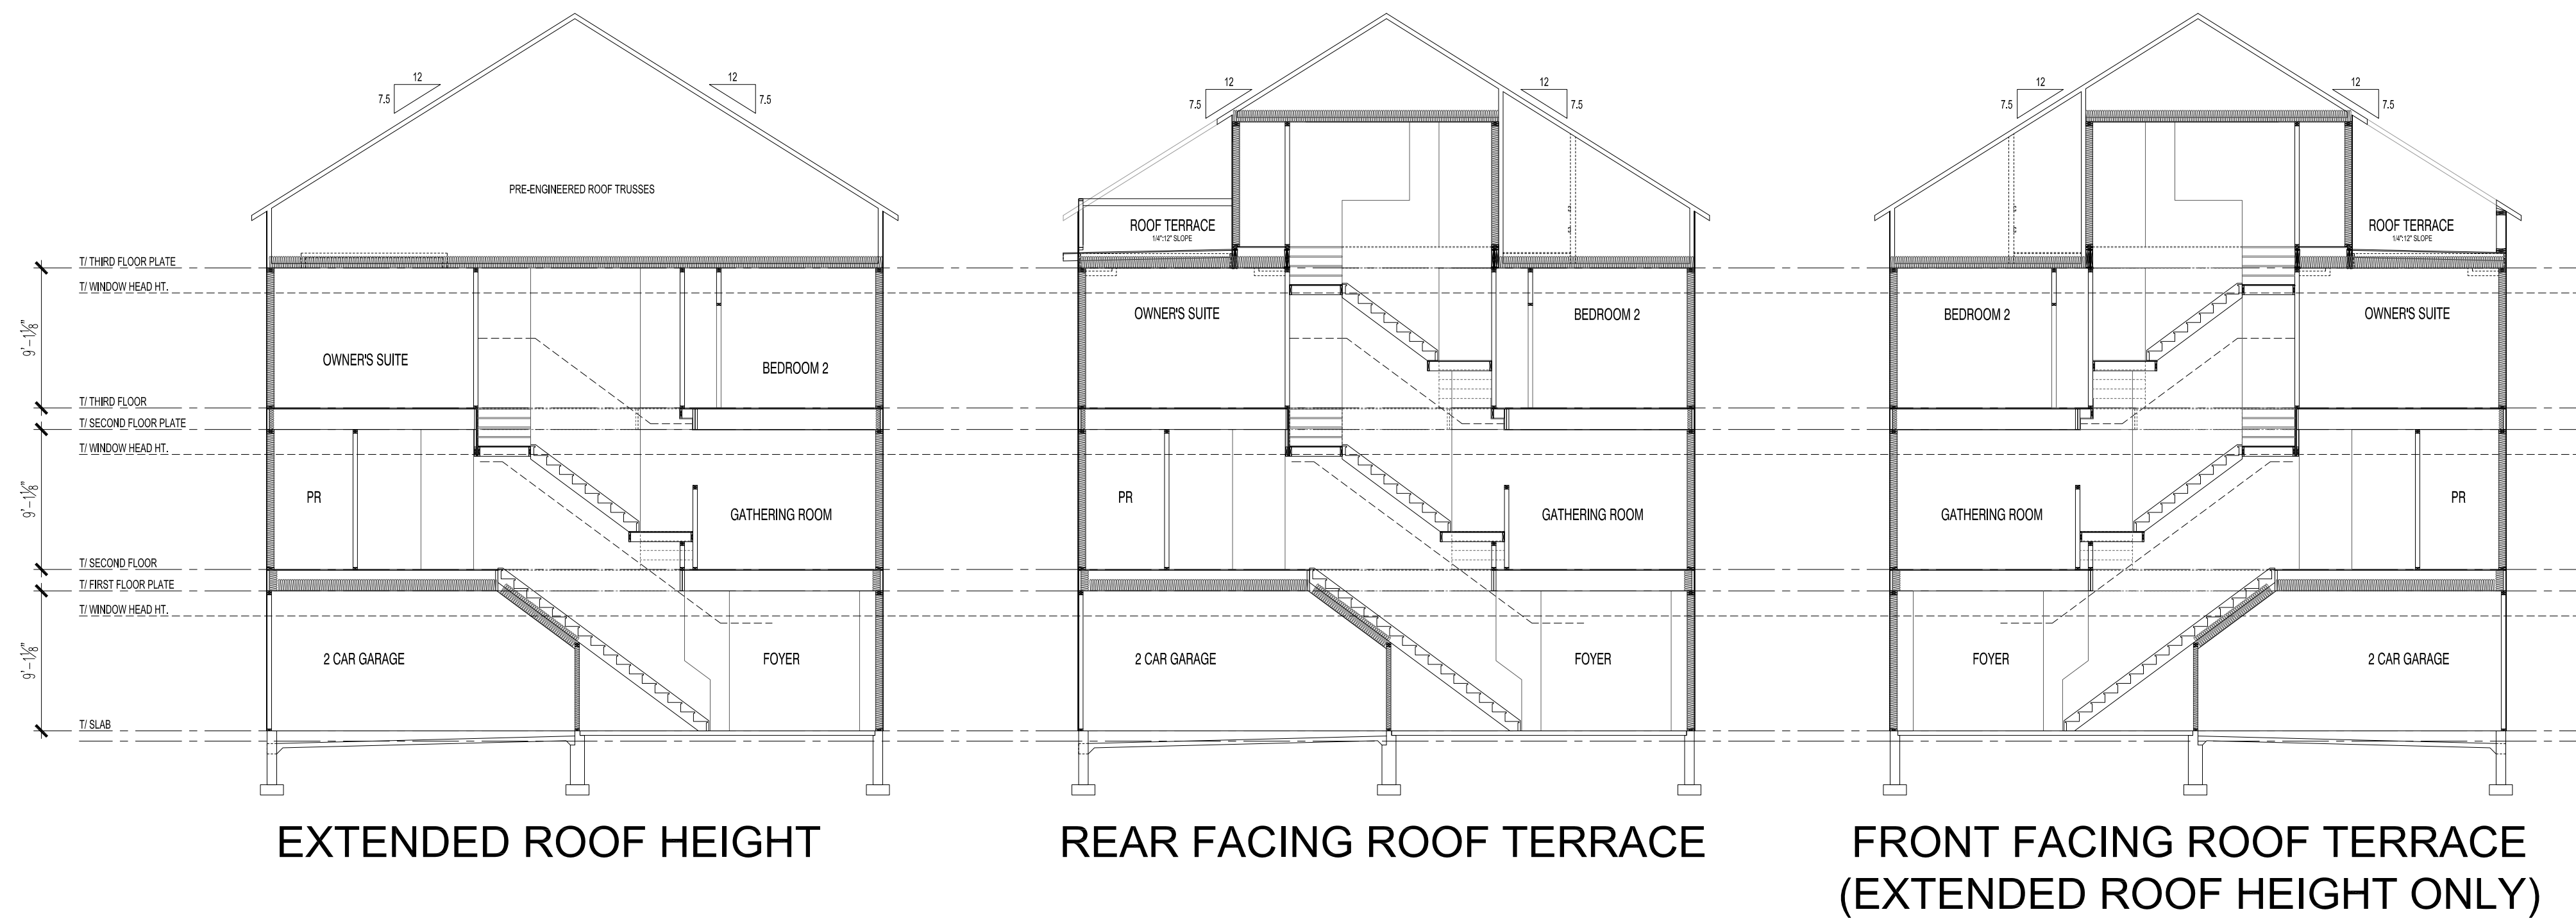 12
7.5
12
7.5
PRE-ENGINEERED ROOF TRUSSES
T/ THIRD FLOOR PLATE
T/ WINDOW HEAD HT.
9'-1⅛"
OWNER'S SUITE
BEDROOM 2
T/ THIRD FLOOR
T/ SECOND FLOOR PLATE
T/ WINDOW HEAD HT.
9'-1⅛"
PR
GATHERING ROOM
T/ SECOND FLOOR
T/ FIRST FLOOR PLATE
T/ WINDOW HEAD HT.
9'-1⅛"
2 CAR GARAGE
FOYER
T/ SLAB
EXTENDED ROOF HEIGHT
12
7.5
12
7.5
ROOF TERRACE
1/4":12" SLOPE
OWNER'S SUITE
BEDROOM 2
PR
GATHERING ROOM
2 CAR GARAGE
FOYER
REAR FACING ROOF TERRACE
12
7.5
12
7.5
ROOF TERRACE
1/4":12" SLOPE
BEDROOM 2
OWNER'S SUITE
GATHERING ROOM
PR
FOYER
2 CAR GARAGE
FRONT FACING ROOF TERRACE
(EXTENDED ROOF HEIGHT ONLY)